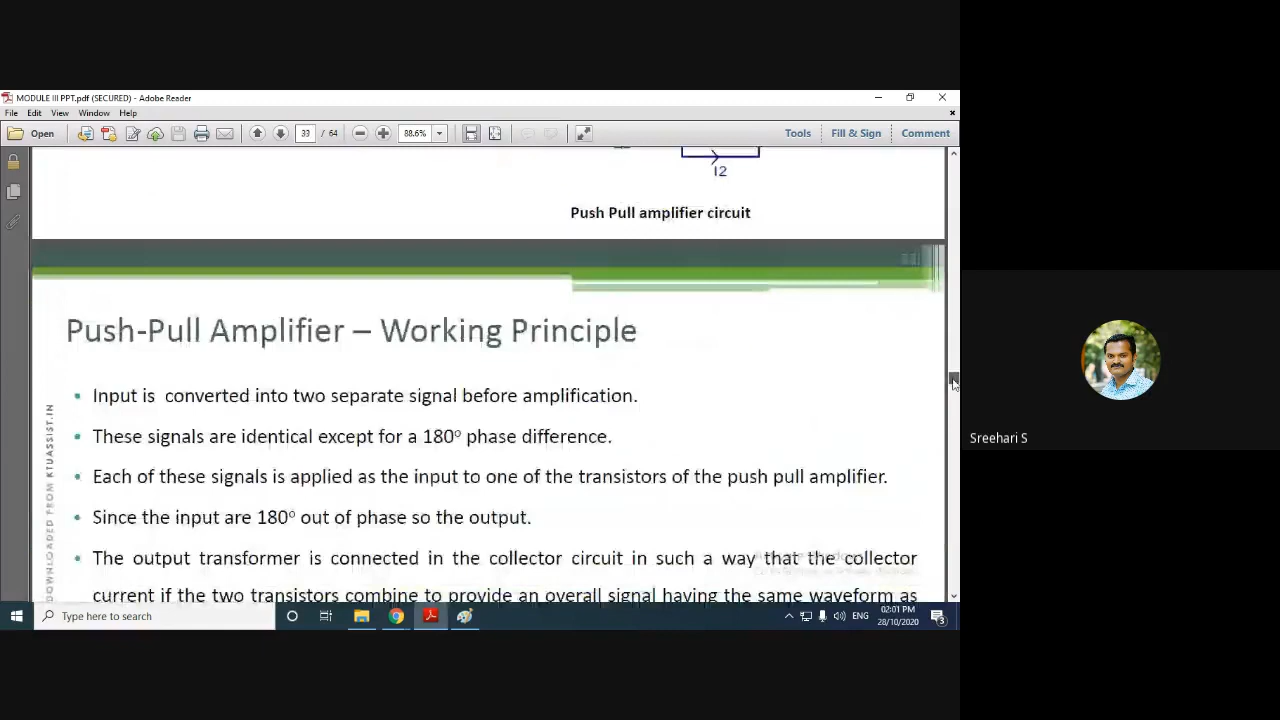 MODULE III PPT.pdf (SECURED) - Adobe Reader
File Edit View Window Help
Open 33 / 64 88.6% Tools Fill & Sign Comment
I2
Push Pull amplifier circuit
Push-Pull Amplifier – Working Principle
• Input is converted into two separate signal before amplification.
• These signals are identical except for a 180° phase difference.
• Each of these signals is applied as the input to one of the transistors of the push pull amplifier.
• Since the input are 180° out of phase so the output.
• The output transformer is connected in the collector circuit in such a way that the collector
current if the two transistors combine to provide an overall signal having the same waveform as
DOWNLOADED FROM KTUASSIST.IN
Sreehari S
Type here to search
ENG
02:01 PM
28/10/2020
3